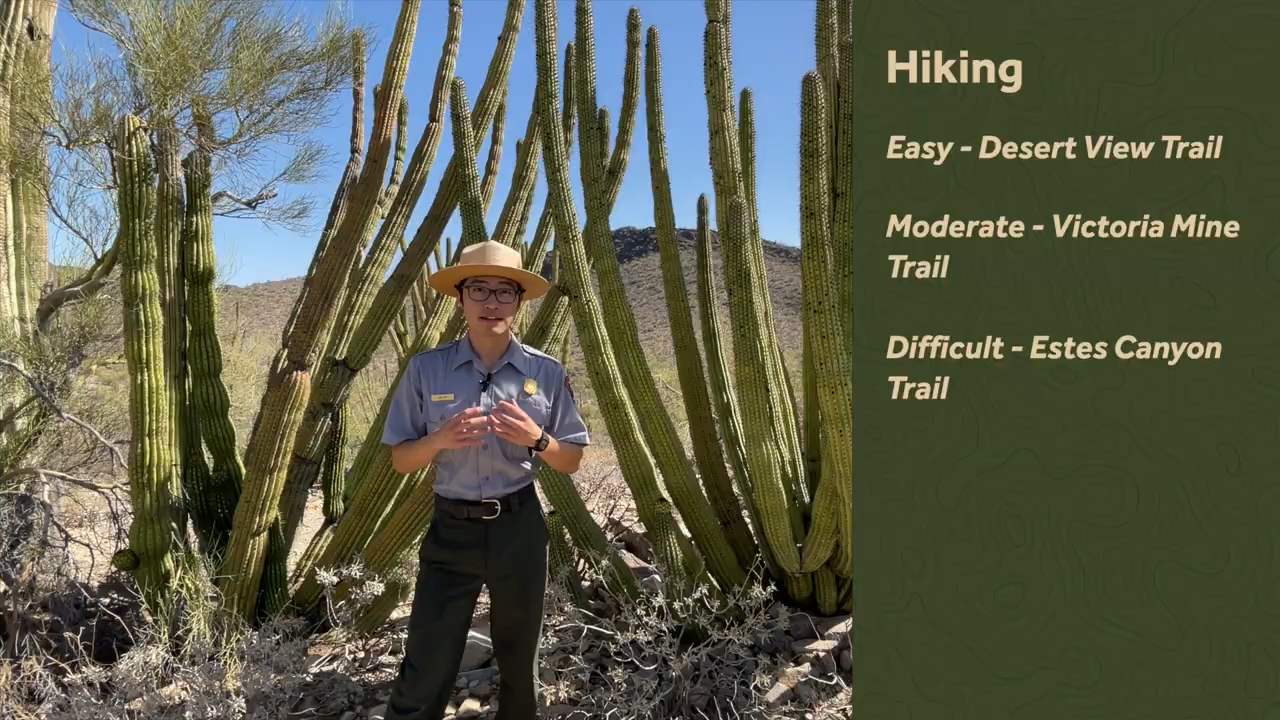 Hiking
Easy - Desert View Trail
Moderate - Victoria Mine
Trail
Difficult - Estes Canyon
Trail